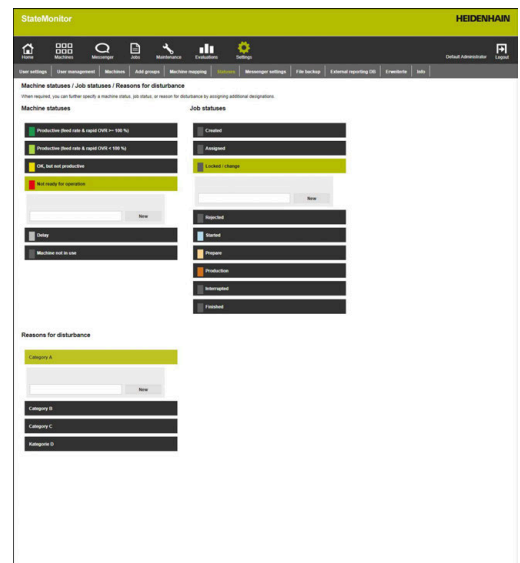 StateMonitor
HEIDENHAIN
Home
Machines
Messenger
Jobs
Maintenance
Evaluations
Settings
Default Administrator
Logout
User settings
User management
Machines
Add groups
Machine mapping
Statuses
Messenger settings
File backup
External reporting DB
Erweiterte
Info
Machine statuses / Job statuses / Reasons for disturbance
When required, you can further specify a machine status, job status, or reason for disturbance by assigning additional designations.
Machine statuses
Productive (feed rate & rapid OVR >= 100 %)
Productive (feed rate & rapid OVR < 100 %)
OK, but not productive
Not ready for operation
New
Delay
Machine not in use
Job statuses
Created
Assigned
Locked / change
New
Rejected
Started
Prepare
Production
Interrupted
Finished
Reasons for disturbance
Category A
New
Category B
Category C
Kategorie D